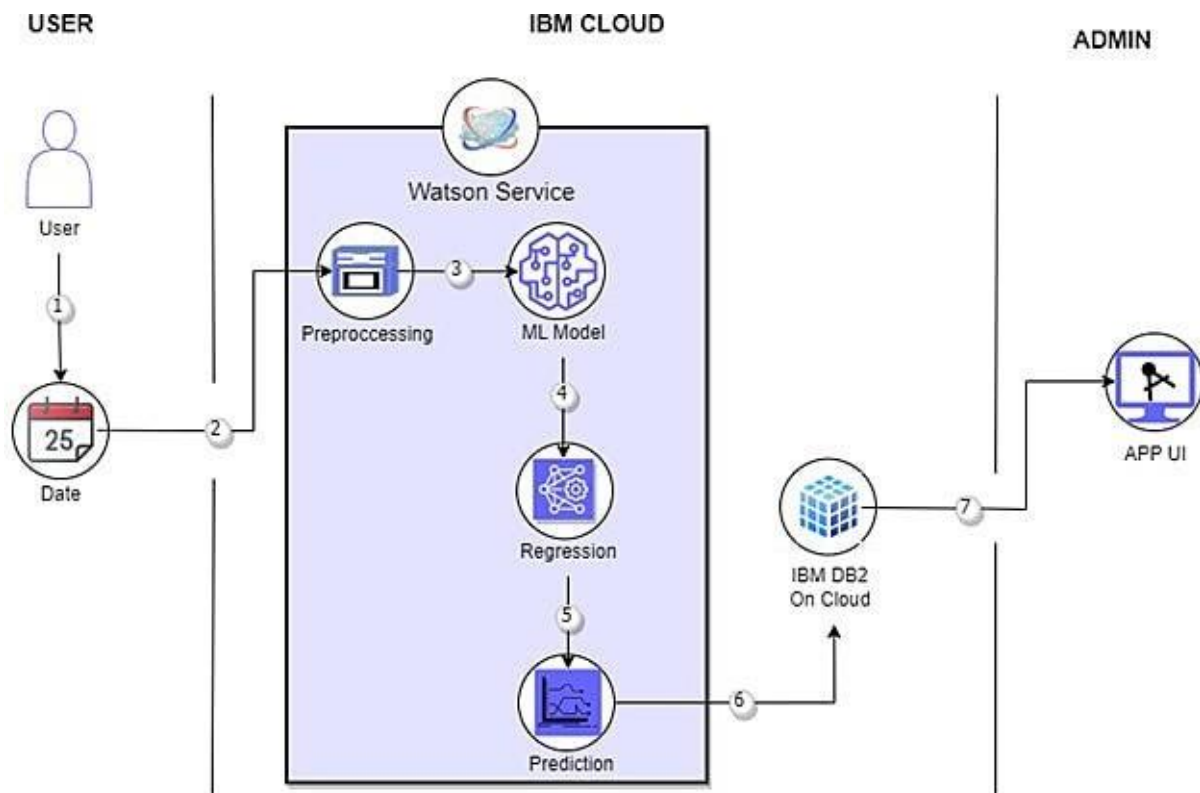 USER
IBM CLOUD
ADMIN
Watson Service
User
1
2
25
Date
Preproccessing
3
ML Model
4
Regression
5
Prediction
6
IBM DB2
On Cloud
7
APP UI